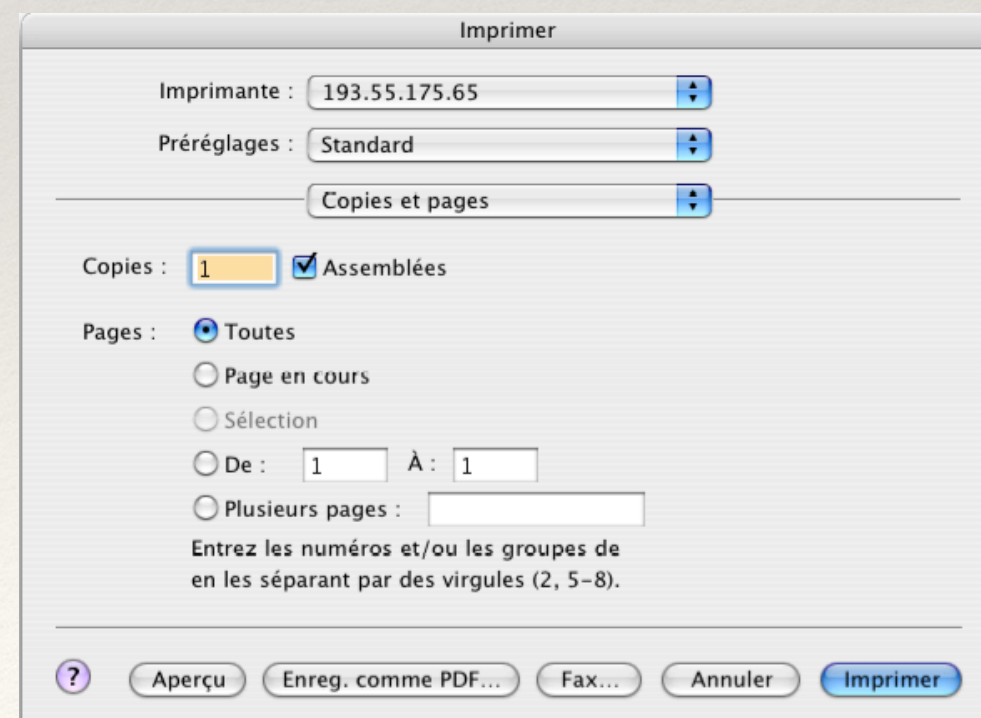 Imprimer
Imprimante : 193.55.175.65
Préréglages : Standard
Copies et pages
Copies : 1 Assemblées
Pages : Toutes
Page en cours
Sélection
De : 1 À : 1
Plusieurs pages :
Entrez les numéros et/ou les groupes de
en les séparant par des virgules (2, 5-8).
? Aperçu Enreg. comme PDF... Fax... Annuler Imprimer